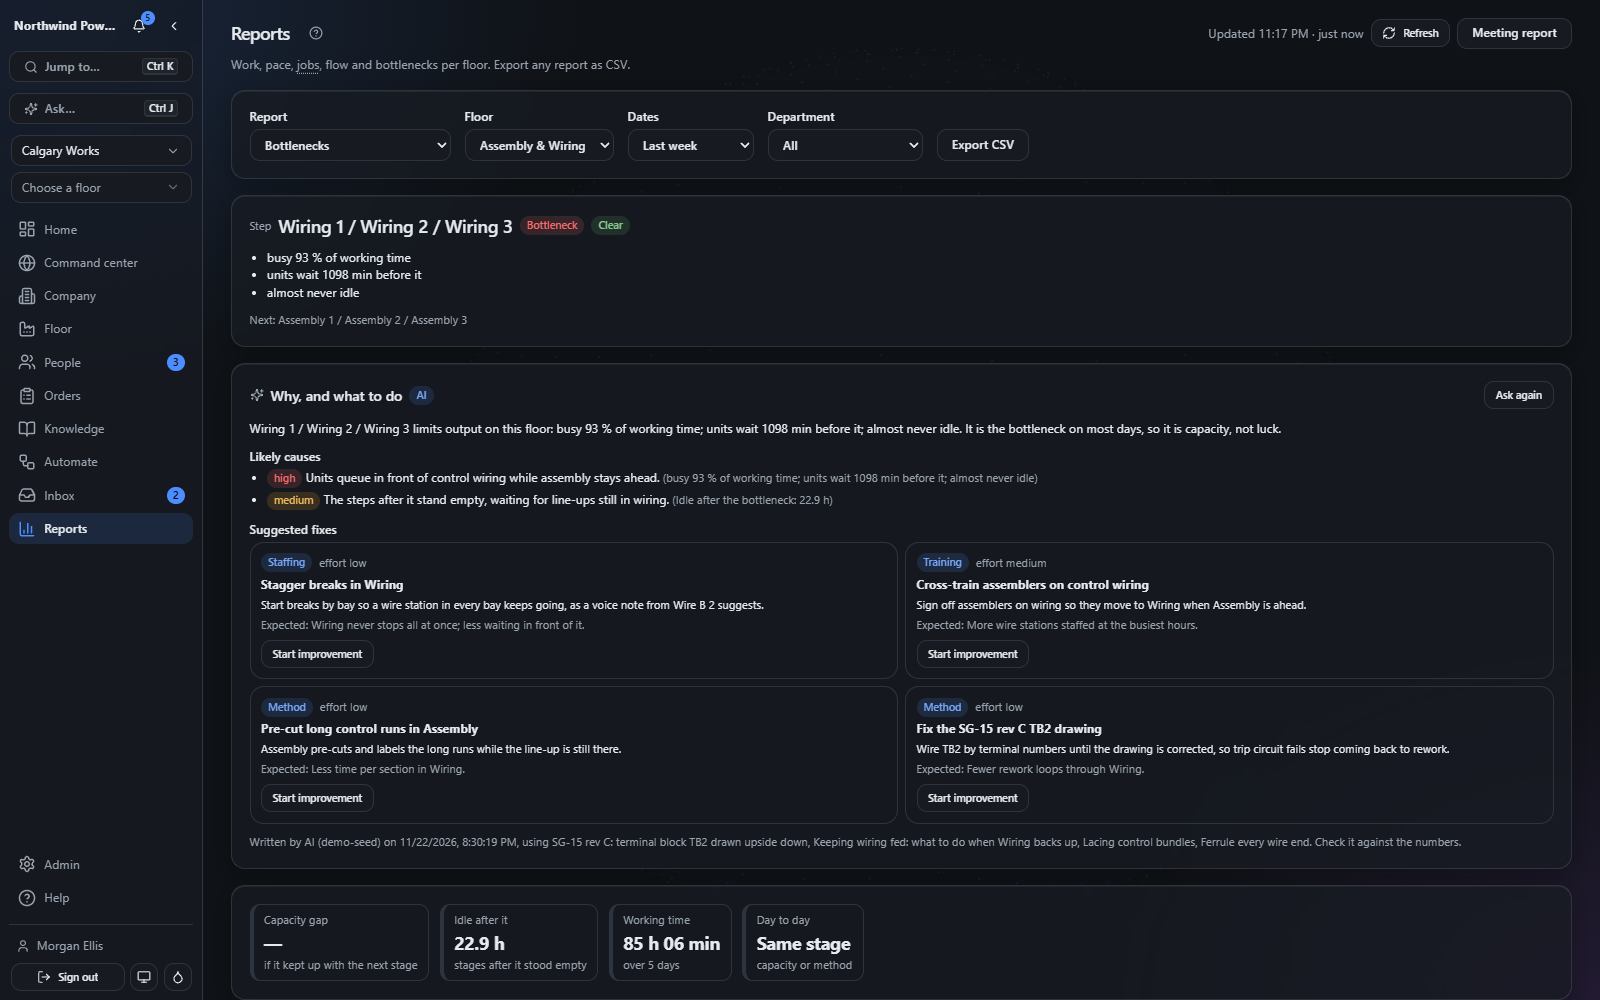 Northwind Pow...
5
Jump to...
Ctrl K
Ask...
Ctrl J
Calgary Works
Choose a floor
Home
Command center
Company
Floor
People
3
Orders
Knowledge
Automate
Inbox
2
Reports
Admin
Help
Morgan Ellis
Sign out
Reports
Updated 11:17 PM · just now
Refresh
Meeting report
Work, pace, jobs, flow and bottlenecks per floor. Export any report as CSV.
Report
Floor
Dates
Department
Bottlenecks
Assembly & Wiring
Last week
All
Export CSV
Step Wiring 1 / Wiring 2 / Wiring 3 Bottleneck Clear
• busy 93 % of working time
• units wait 1098 min before it
• almost never idle
Next: Assembly 1 / Assembly 2 / Assembly 3
Why, and what to do AI
Ask again
Wiring 1 / Wiring 2 / Wiring 3 limits output on this floor: busy 93 % of working time; units wait 1098 min before it; almost never idle. It is the bottleneck on most days, so it is capacity, not luck.
Likely causes
• high Units queue in front of control wiring while assembly stays ahead. (busy 93 % of working time; units wait 1098 min before it; almost never idle)
• medium The steps after it stand empty, waiting for line-ups still in wiring. (Idle after the bottleneck: 22.9 h)
Suggested fixes
Staffing effort low
Stagger breaks in Wiring
Start breaks by bay so a wire station in every bay keeps going, as a voice note from Wire B 2 suggests.
Expected: Wiring never stops all at once; less waiting in front of it.
Start improvement
Training effort medium
Cross-train assemblers on control wiring
Sign off assemblers on wiring so they move to Wiring when Assembly is ahead.
Expected: More wire stations staffed at the busiest hours.
Start improvement
Method effort low
Pre-cut long control runs in Assembly
Assembly pre-cuts and labels the long runs while the line-up is still there.
Expected: Less time per section in Wiring.
Start improvement
Method effort low
Fix the SG-15 rev C TB2 drawing
Wire TB2 by terminal numbers until the drawing is corrected, so trip circuit fails stop coming back to rework.
Expected: Fewer rework loops through Wiring.
Start improvement
Written by AI (demo-seed) on 11/22/2026, 8:30:19 PM, using SG-15 rev C: terminal block TB2 drawn upside down, Keeping wiring fed: what to do when Wiring backs up, Lacing control bundles, Ferrule every wire end. Check it against the numbers.
Capacity gap
—
if it kept up with the next stage
Idle after it
22.9 h
stages after it stood empty
Working time
85 h 06 min
over 5 days
Day to day
Same stage
capacity or method